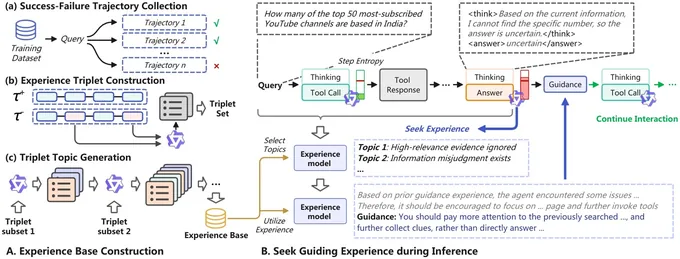 (a) Success-Failure Trajectory Collection
Training
Dataset
Query
Trajectory 1
Trajectory 2
...
Trajectory n
(b) Experience Triplet Construction
τ+
τ-
Triplet
Set
(c) Triplet Topic Generation
Triplet
subset 1
Triplet
subset 2
...
Experience Base
A. Experience Base Construction
How many of the top 50 most-subscribed
YouTube channels are based in India?
<think>Based on the current information,
I cannot find the specific number, so the
answer is uncertain.</think>
<answer>uncertain</answer>
Step Entropy
Query
Thinking
Tool Call
Tool
Response
...
Thinking
Answer
Guidance
Thinking
Tool Call
...
Continue Interaction
Seek Experience
Select
Topics
Experience
model
Topic 1: High-relevance evidence ignored
Topic 2: Information misjudgment exists
...
Utilize
Experience
Experience
model
Based on prior guidance experience, the agent encountered some issues ...
Therefore, it should be encouraged to focus on ... page and further invoke tools
Guidance: You should pay more attention to the previously searched ..., and
further collect clues, rather than directly answer ...
B. Seek Guiding Experience during Inference